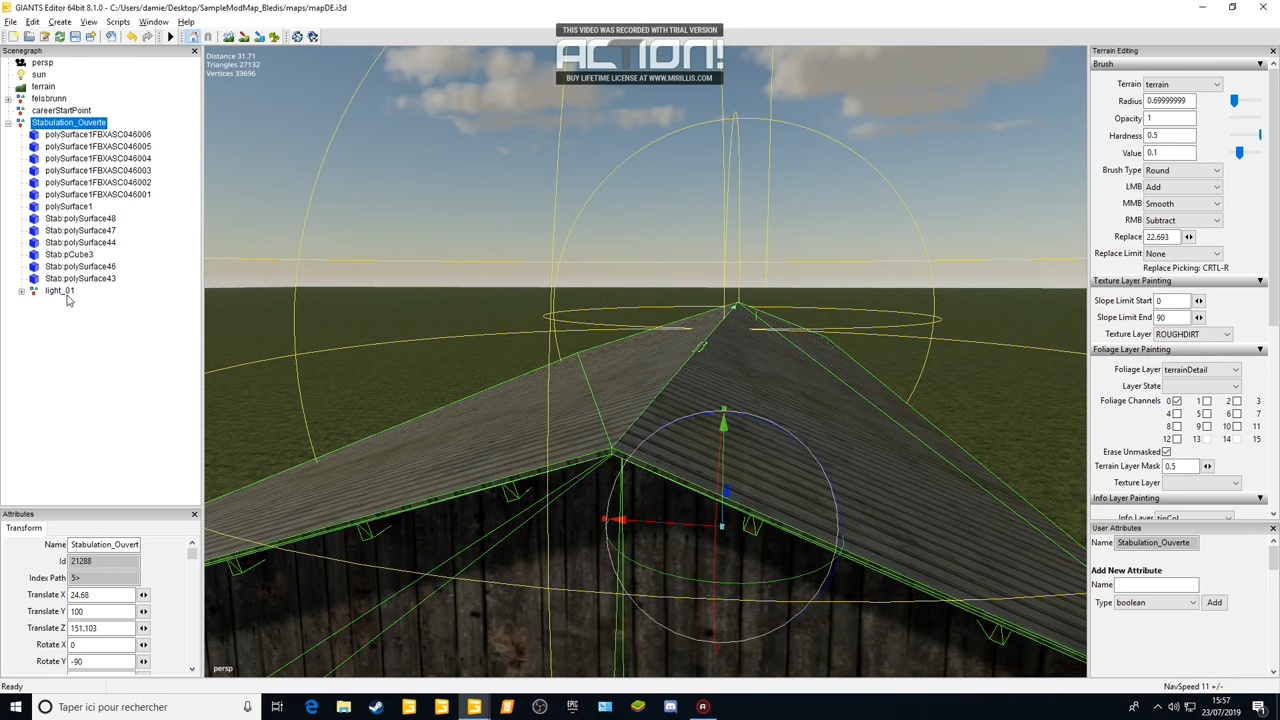 GIANTS Editor 64bit 8.1.0 - C:/Users/damie/Desktop/SampleModMap_Bledis/maps/mapDE.i3d
File Edit Create View Scripts Window Help
THIS VIDEO WAS RECORDED WITH TRIAL VERSION
ACTION!
BUY LIFETIME LICENSE AT WWW.MIRILLIS.COM
Scenegraph
persp
sun
terrain
felsbrunn
careerStartPoint
Stabulation_Ouverte
polySurface1FBXASC046006
polySurface1FBXASC046005
polySurface1FBXASC046004
polySurface1FBXASC046003
polySurface1FBXASC046002
polySurface1FBXASC046001
polySurface1
Stab:polySurface48
Stab:polySurface47
Stab:polySurface44
Stab:pCube3
Stab:polySurface46
Stab:polySurface43
light_01
Attributes
Transform
Name Stabulation_Ouvert
Id 21288
Index Path 5>
Translate X 24.68
Translate Y 100
Translate Z 151.103
Rotate X 0
Rotate Y -90
Distance 31.71
Triangles 27132
Vertices 33696
persp
Terrain Editing
Brush
Terrain terrain
Radius 0.69999999
Opacity 1
Hardness 0.5
Value 0.1
Brush Type Round
LMB Add
MMB Smooth
RMB Subtract
Replace 22.693
Replace Limit None
Replace Picking: CRTL-R
Texture Layer Painting
Slope Limit Start 0
Slope Limit End 90
Texture Layer ROUGHDIRT
Foliage Layer Painting
Foliage Layer terrainDetail
Layer State
Foliage Channels 0 1 2 3
4 5 6 7
8 9 10 11
12 13 14 15
Erase Unmasked
Terrain Layer Mask 0.5
Texture Layer
Info Layer Painting
User Attributes
Name Stabulation_Ouverte
Add New Attribute
Name
Type boolean Add
Ready
NavSpeed 11 +/-
Taper ici pour rechercher
15:57
23/07/2019